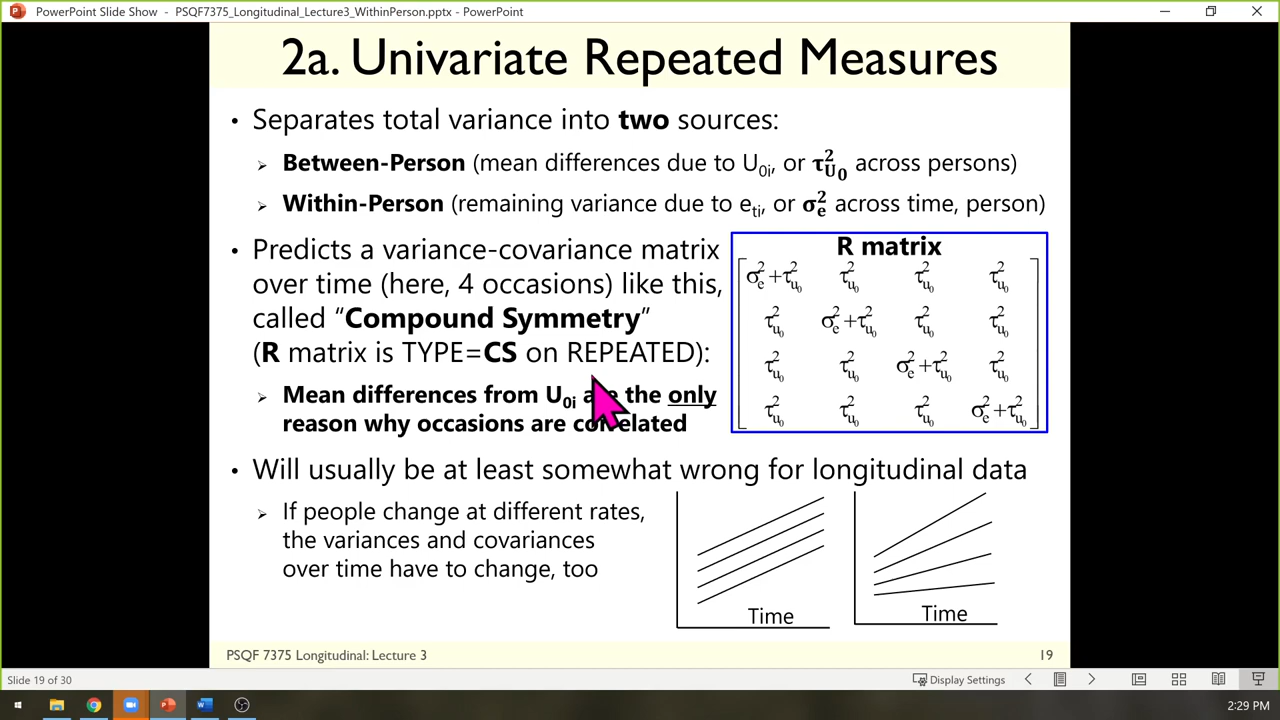 PowerPoint Slide Show - PSQF7375_Longitudinal_Lecture3_WithinPerson.pptx - PowerPoint
2a. Univariate Repeated Measures
• Separates total variance into two sources:
➢ Between-Person (mean differences due to U0i, or τ²U0 across persons)
➢ Within-Person (remaining variance due to eti, or σ²e across time, person)
• Predicts a variance-covariance matrix
over time (here, 4 occasions) like this,
called “Compound Symmetry”
(R matrix is TYPE=CS on REPEATED):
➢ Mean differences from U0i are the only
reason why occasions are correlated
R matrix
σ²e+τ²u0 τ²u0 τ²u0 τ²u0
τ²u0 σ²e+τ²u0 τ²u0 τ²u0
τ²u0 τ²u0 σ²e+τ²u0 τ²u0
τ²u0 τ²u0 τ²u0 σ²e+τ²u0
• Will usually be at least somewhat wrong for longitudinal data
➢ If people change at different rates,
the variances and covariances
over time have to change, too
Time
Time
PSQF 7375 Longitudinal: Lecture 3
19
Slide 19 of 30
Display Settings
2:29 PM